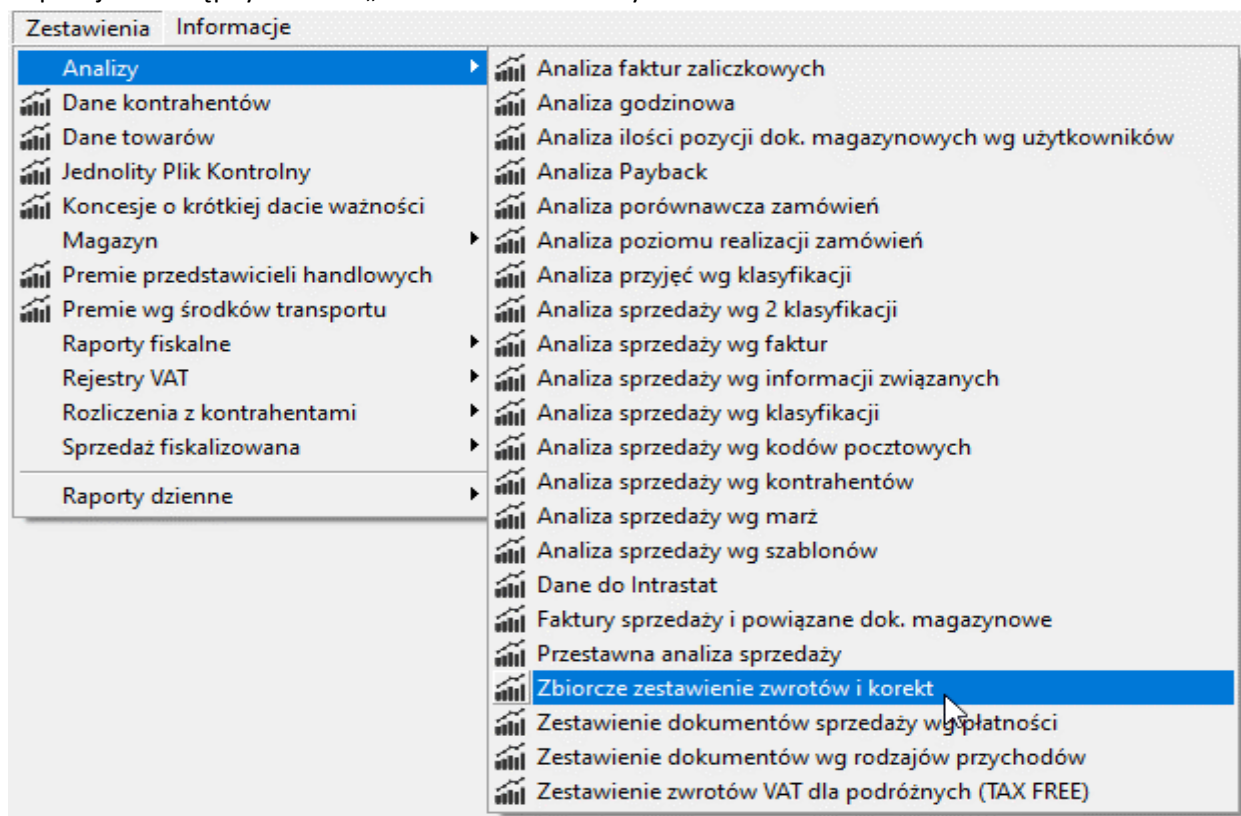 Zestawienia Informacje
Analizy
Dane kontrahentów
Dane towarów
Jednolity Plik Kontrolny
Koncesje o krótkiej dacie ważności
Magazyn
Premie przedstawicieli handlowych
Premie wg środków transportu
Raporty fiskalne
Rejestry VAT
Rozliczenia z kontrahentami
Sprzedaż fiskalizowana
Raporty dzienne
Analiza faktur zaliczkowych
Analiza godzinowa
Analiza ilości pozycji dok. magazynowych wg użytkowników
Analiza Payback
Analiza porównawcza zamówień
Analiza poziomu realizacji zamówień
Analiza przyjęć wg klasyfikacji
Analiza sprzedaży wg 2 klasyfikacji
Analiza sprzedaży wg faktur
Analiza sprzedaży wg informacji związanych
Analiza sprzedaży wg klasyfikacji
Analiza sprzedaży wg kodów pocztowych
Analiza sprzedaży wg kontrahentów
Analiza sprzedaży wg marż
Analiza sprzedaży wg szablonów
Dane do Intrastat
Faktury sprzedaży i powiązane dok. magazynowe
Przestawna analiza sprzedaży
Zbiorcze zestawienie zwrotów i korekt
Zestawienie dokumentów sprzedaży wg płatności
Zestawienie dokumentów wg rodzajów przychodów
Zestawienie zwrotów VAT dla podróżnych (TAX FREE)